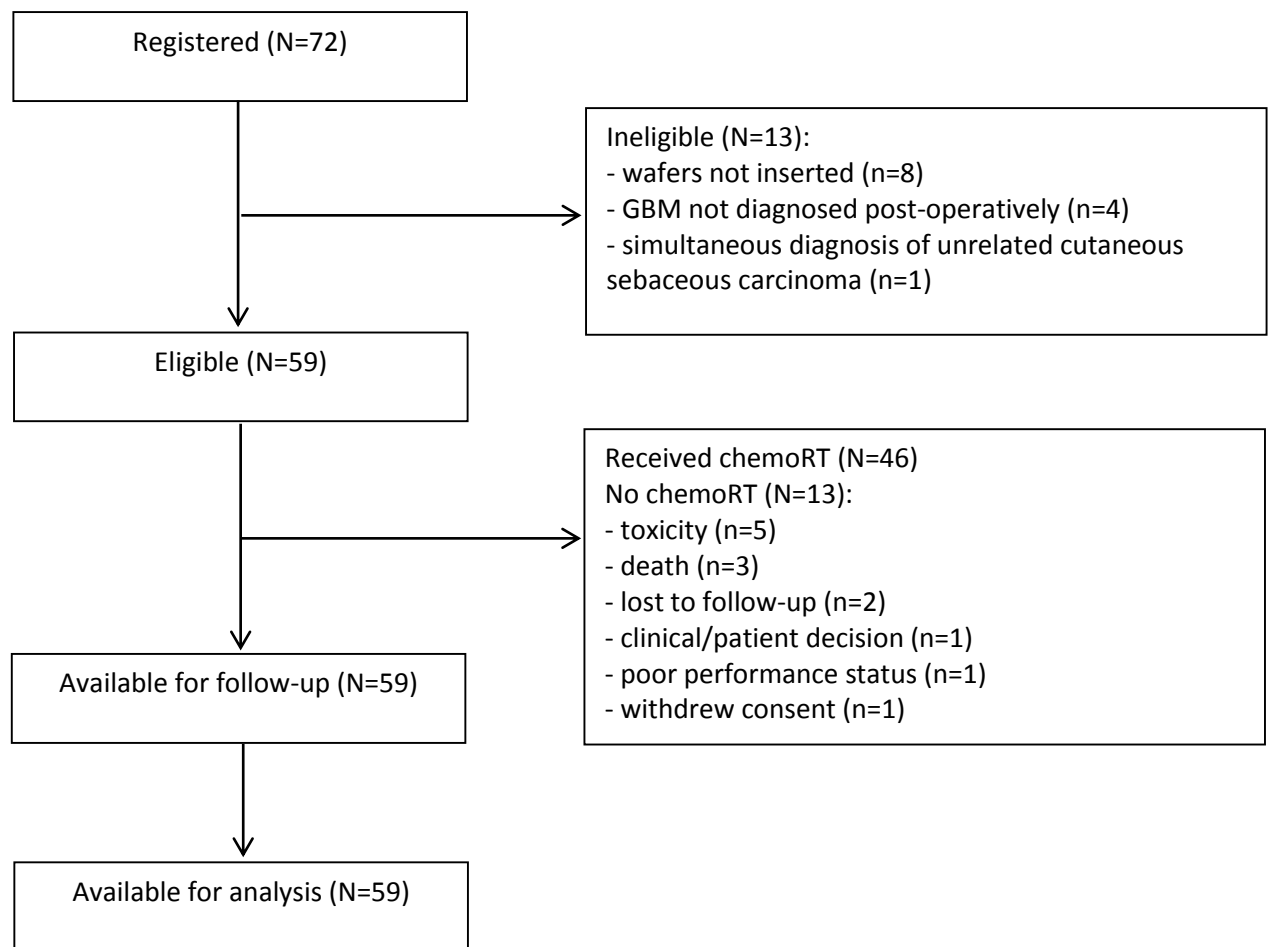 Registered (N=72)
Ineligible (N=13):
- wafers not inserted (n=8)
- GBM not diagnosed post-operatively (n=4)
- simultaneous diagnosis of unrelated cutaneous
sebaceous carcinoma (n=1)
Eligible (N=59)
Received chemoRT (N=46)
No chemoRT (N=13):
- toxicity (n=5)
- death (n=3)
- lost to follow-up (n=2)
- clinical/patient decision (n=1)
- poor performance status (n=1)
- withdrew consent (n=1)
Available for follow-up (N=59)
Available for analysis (N=59)